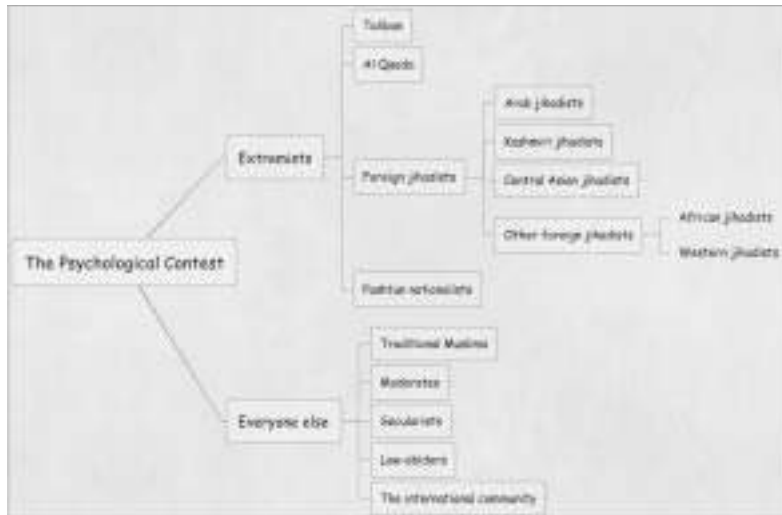 Taliban
Al Qaeda
Arab jihadists
Kashmiri jihadists
Extremists
Foreign jihadists
Central Asian jihadists
African jihadists
Other foreign jihadists
Western jihadists
The Psychological Contest
Pashtun nationalists
Traditional Muslims
Moderates
Everyone else
Secularists
Law-abiders
The international community